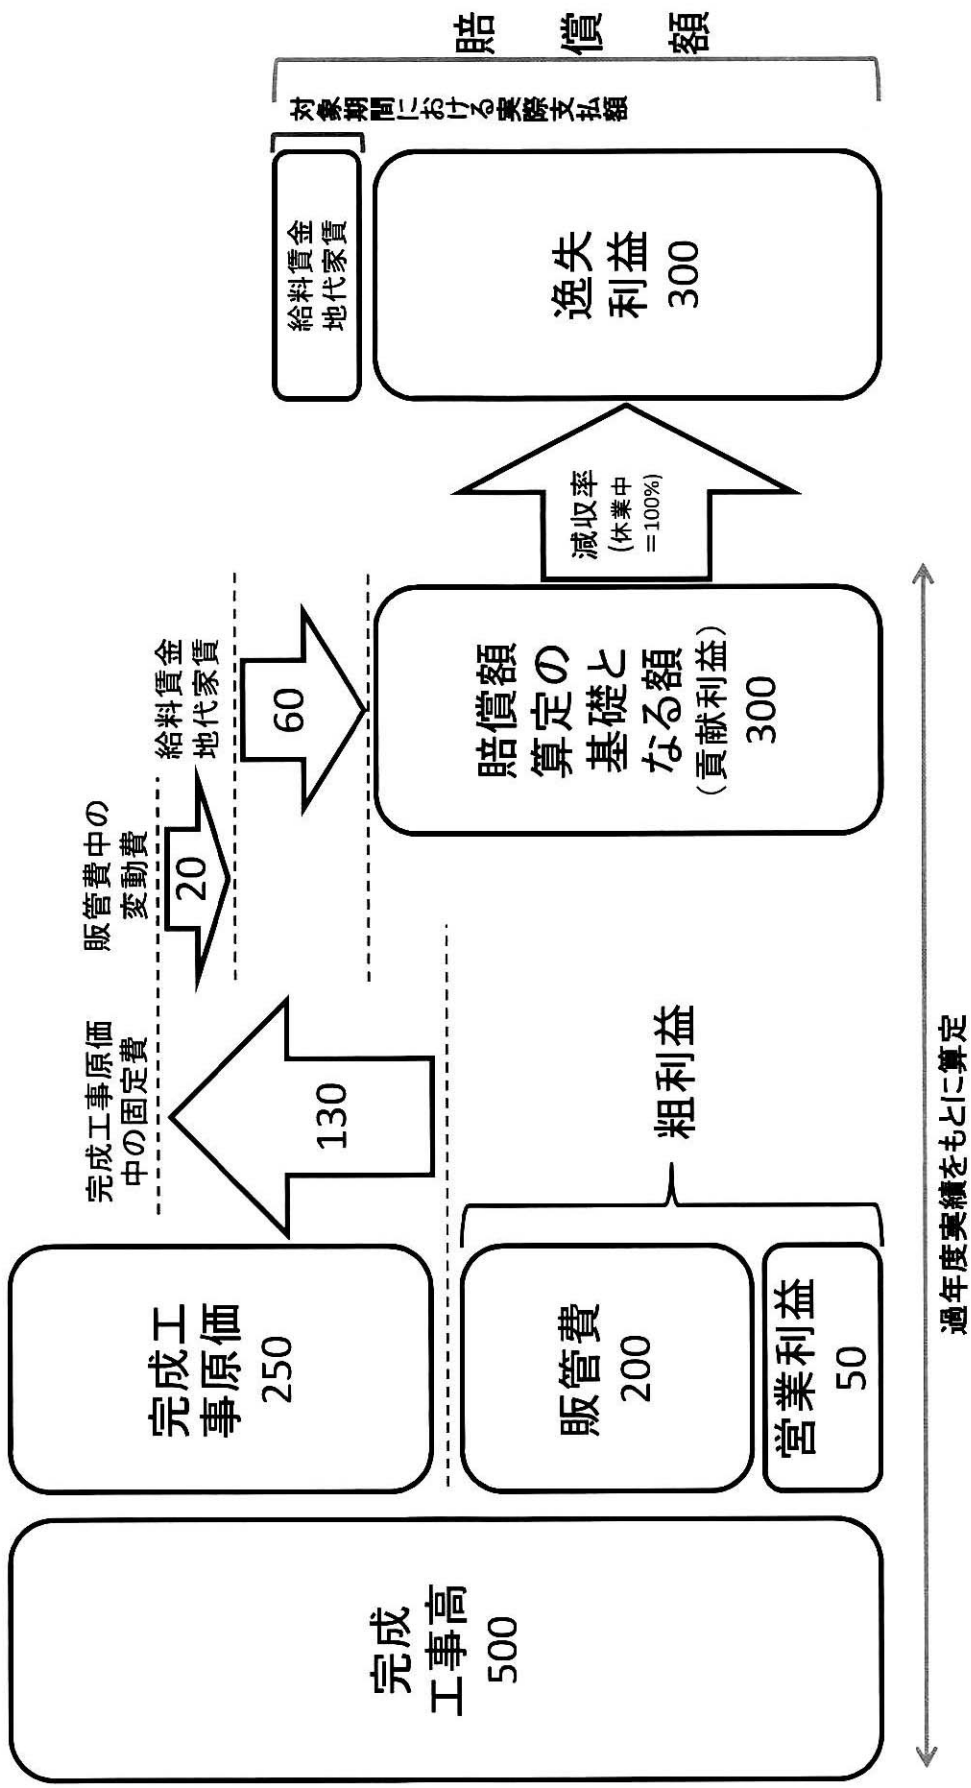 完成
工事高
500
完成工
事原価
250
販管費
200
営業利益
50
粗利益
完成工事原価
中の固定費
130
販管費中の
変動費
20
給料賃金
地代家賃
60
賠償額
算定の
基礎と
なる額
（貢献利益）
300
減収率
(休業中
＝100%)
給料賃金
地代家賃
逸失
利益
300
対象期間における実際支払額
賠償額
過年度実績をもとに算定